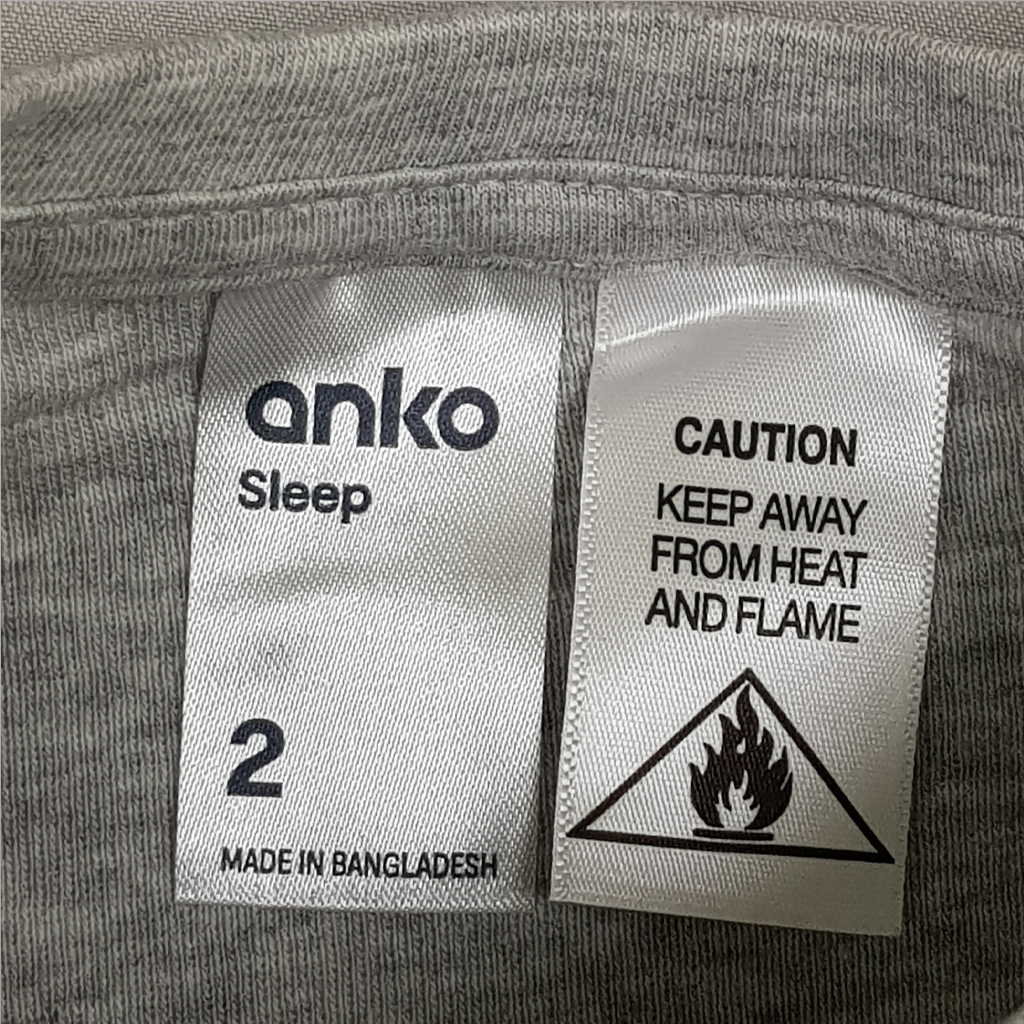 anko
Sleep
2
MADE IN BANGLADESH
CAUTION
KEEP AWAY
FROM HEAT
AND FLAME